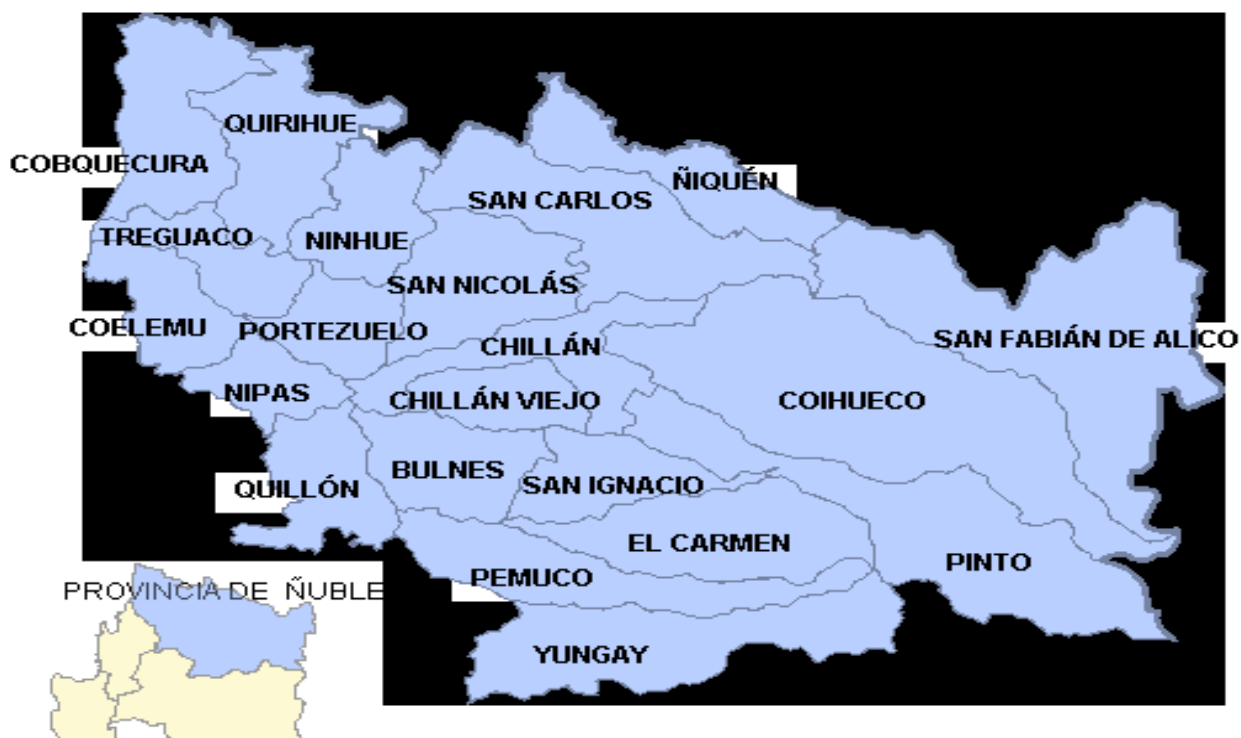 QUIRIHUE
COBQUECURA
ÑIQUÉN
SAN CARLOS
TREGUACO
NINHUE
SAN NICOLÁS
COELEMU
PORTEZUELO
CHILLÁN
SAN FABIÁN DE ALICO
NIPAS
CHILLÁN VIEJO
COIHUECO
BULNES
QUILLÓN
SAN IGNACIO
EL CARMEN
PINTO
PEMUCO
PROVINCIA DE ÑUBLE
YUNGAY